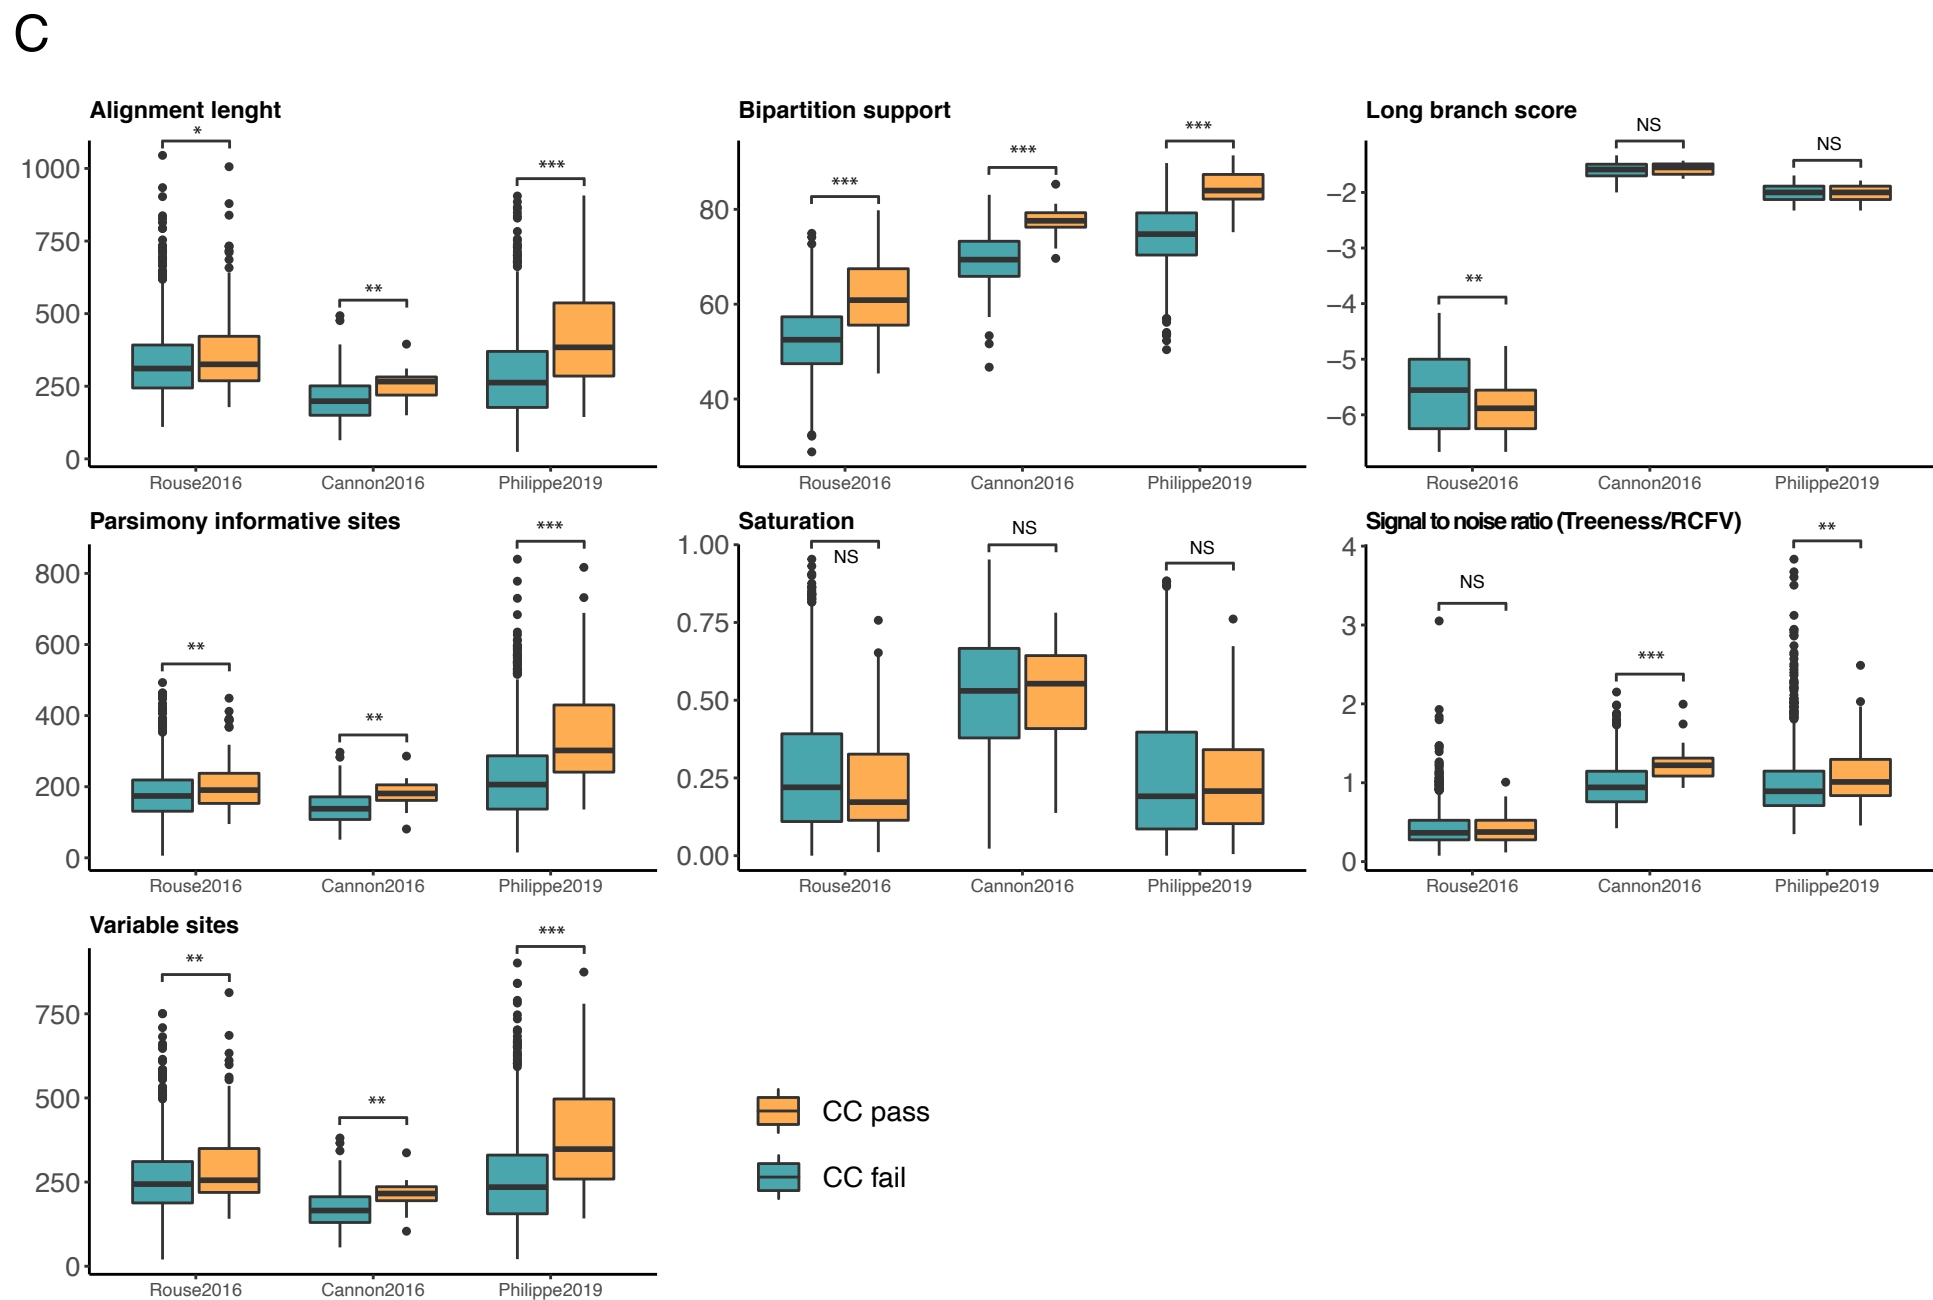 C
Alignment lenght
*
**
***
1000
750
500
250
0
Rouse2016
Cannon2016
Philippe2019
Bipartition support
***
***
***
80
60
40
Rouse2016
Cannon2016
Philippe2019
Long branch score
**
NS
NS
−2
−3
−4
−5
−6
Rouse2016
Cannon2016
Philippe2019
Parsimony informative sites
**
**
***
800
600
400
200
0
Rouse2016
Cannon2016
Philippe2019
Saturation
NS
NS
NS
1.00
0.75
0.50
0.25
0.00
Rouse2016
Cannon2016
Philippe2019
Signal to noise ratio (Treeness/RCFV)
NS
***
**
4
3
2
1
0
Rouse2016
Cannon2016
Philippe2019
Variable sites
**
**
***
750
500
250
0
Rouse2016
Cannon2016
Philippe2019
CC pass
CC fail